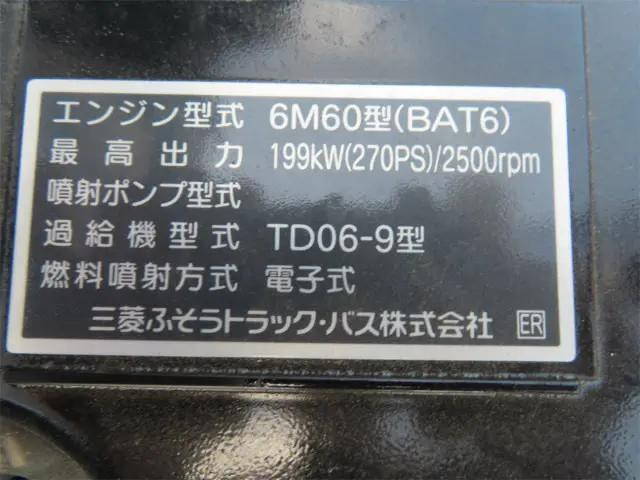 エンジン型式 6M60型(BAT6)
最高出力 199kW(270PS)/2500rpm
噴射ポンプ型式
過給機型式 TD06-9型
燃料噴射方式 電子式
三菱ふそうトラック・バス株式会社 ER